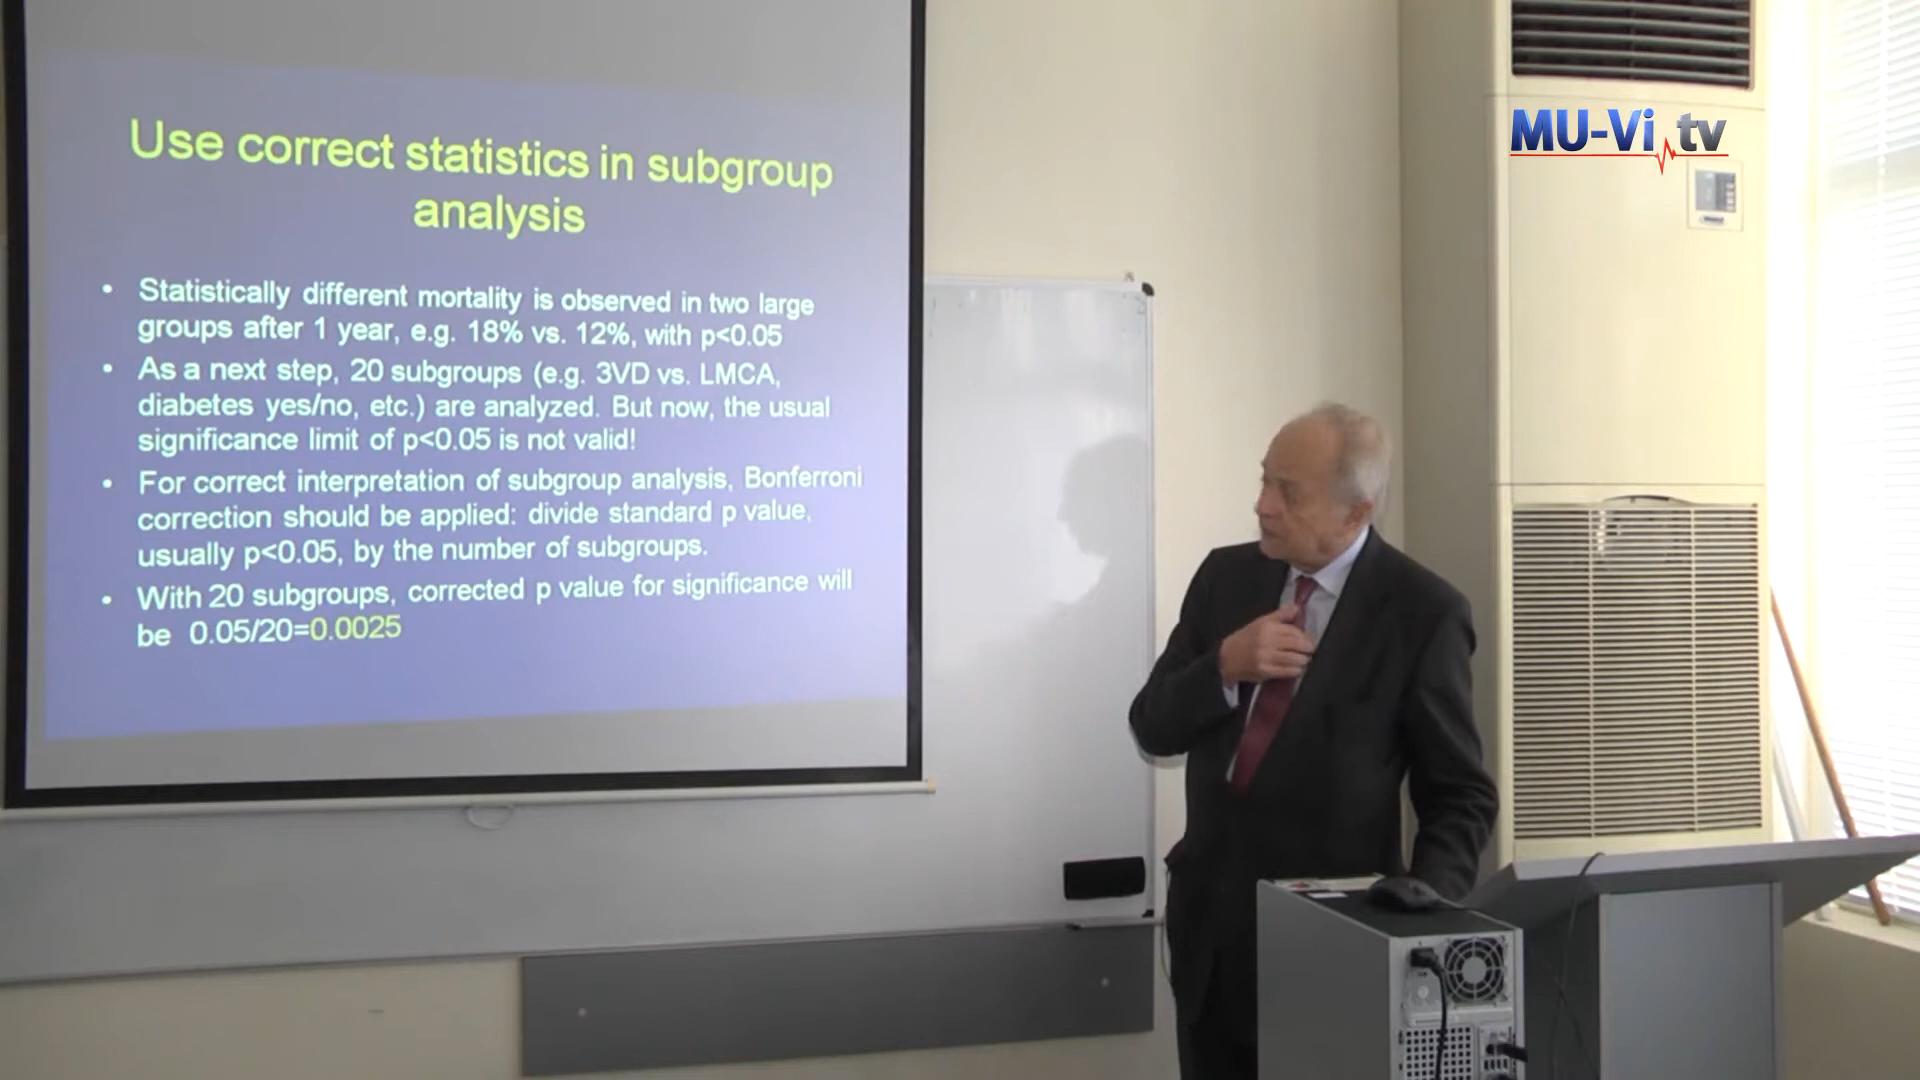 Use correct statistics in subgroup
analysis
• Statistically different mortality is observed in two large
groups after 1 year, e.g. 18% vs. 12%, with p<0.05
• As a next step, 20 subgroups (e.g. 3VD vs. LMCA,
diabetes yes/no, etc.) are analyzed. But now, the usual
significance limit of p<0.05 is not valid!
• For correct interpretation of subgroup analysis, Bonferroni
correction should be applied: divide standard p value,
usually p<0.05, by the number of subgroups.
• With 20 subgroups, corrected p value for significance will
be 0.05/20=0.0025
MU-Vi tv